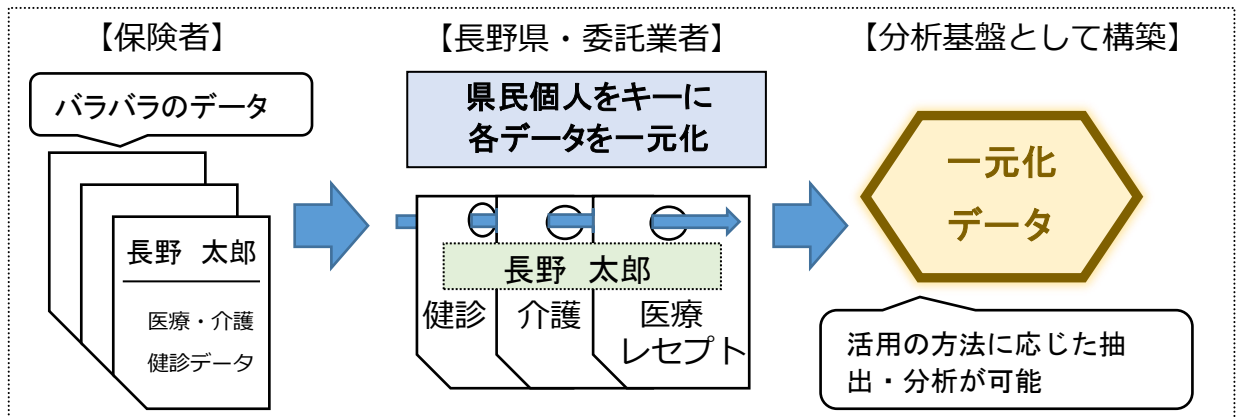 【保険者】
バラバラのデータ
長野 太郎
医療・介護
健診データ
【長野県・委託業者】
県民個人をキーに
各データを一元化
長野 太郎
健診
介護
医療
レセプト
【分析基盤として構築】
一元化
データ
活用の方法に応じた抽
出・分析が可能